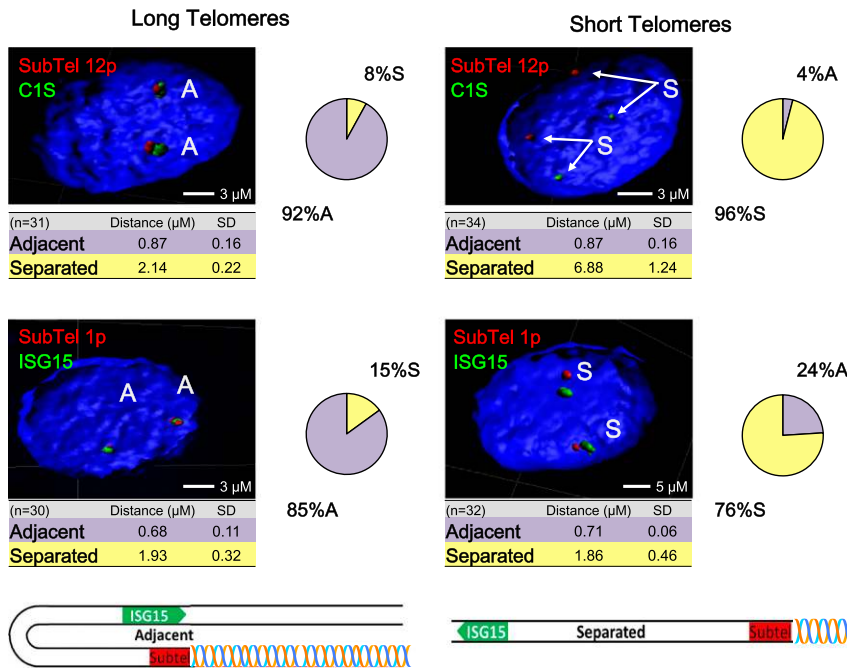 Long Telomeres
Short Telomeres
SubTel 12p
C1S
A
A
3 µM
8%S
92%A
(n=31) Distance (µM) SD
Adjacent 0.87 0.16
Separated 2.14 0.22
SubTel 12p
C1S
S
S
3 µM
4%A
96%S
(n=34) Distance (µM) SD
Adjacent 0.87 0.16
Separated 6.88 1.24
SubTel 1p
ISG15
A
A
3 µM
15%S
85%A
(n=30) Distance (µM) SD
Adjacent 0.68 0.11
Separated 1.93 0.32
SubTel 1p
ISG15
S
S
5 µM
24%A
76%S
(n=32) Distance (µM) SD
Adjacent 0.71 0.06
Separated 1.86 0.46
ISG15
Adjacent
Subtel
ISG15 Separated Subtel